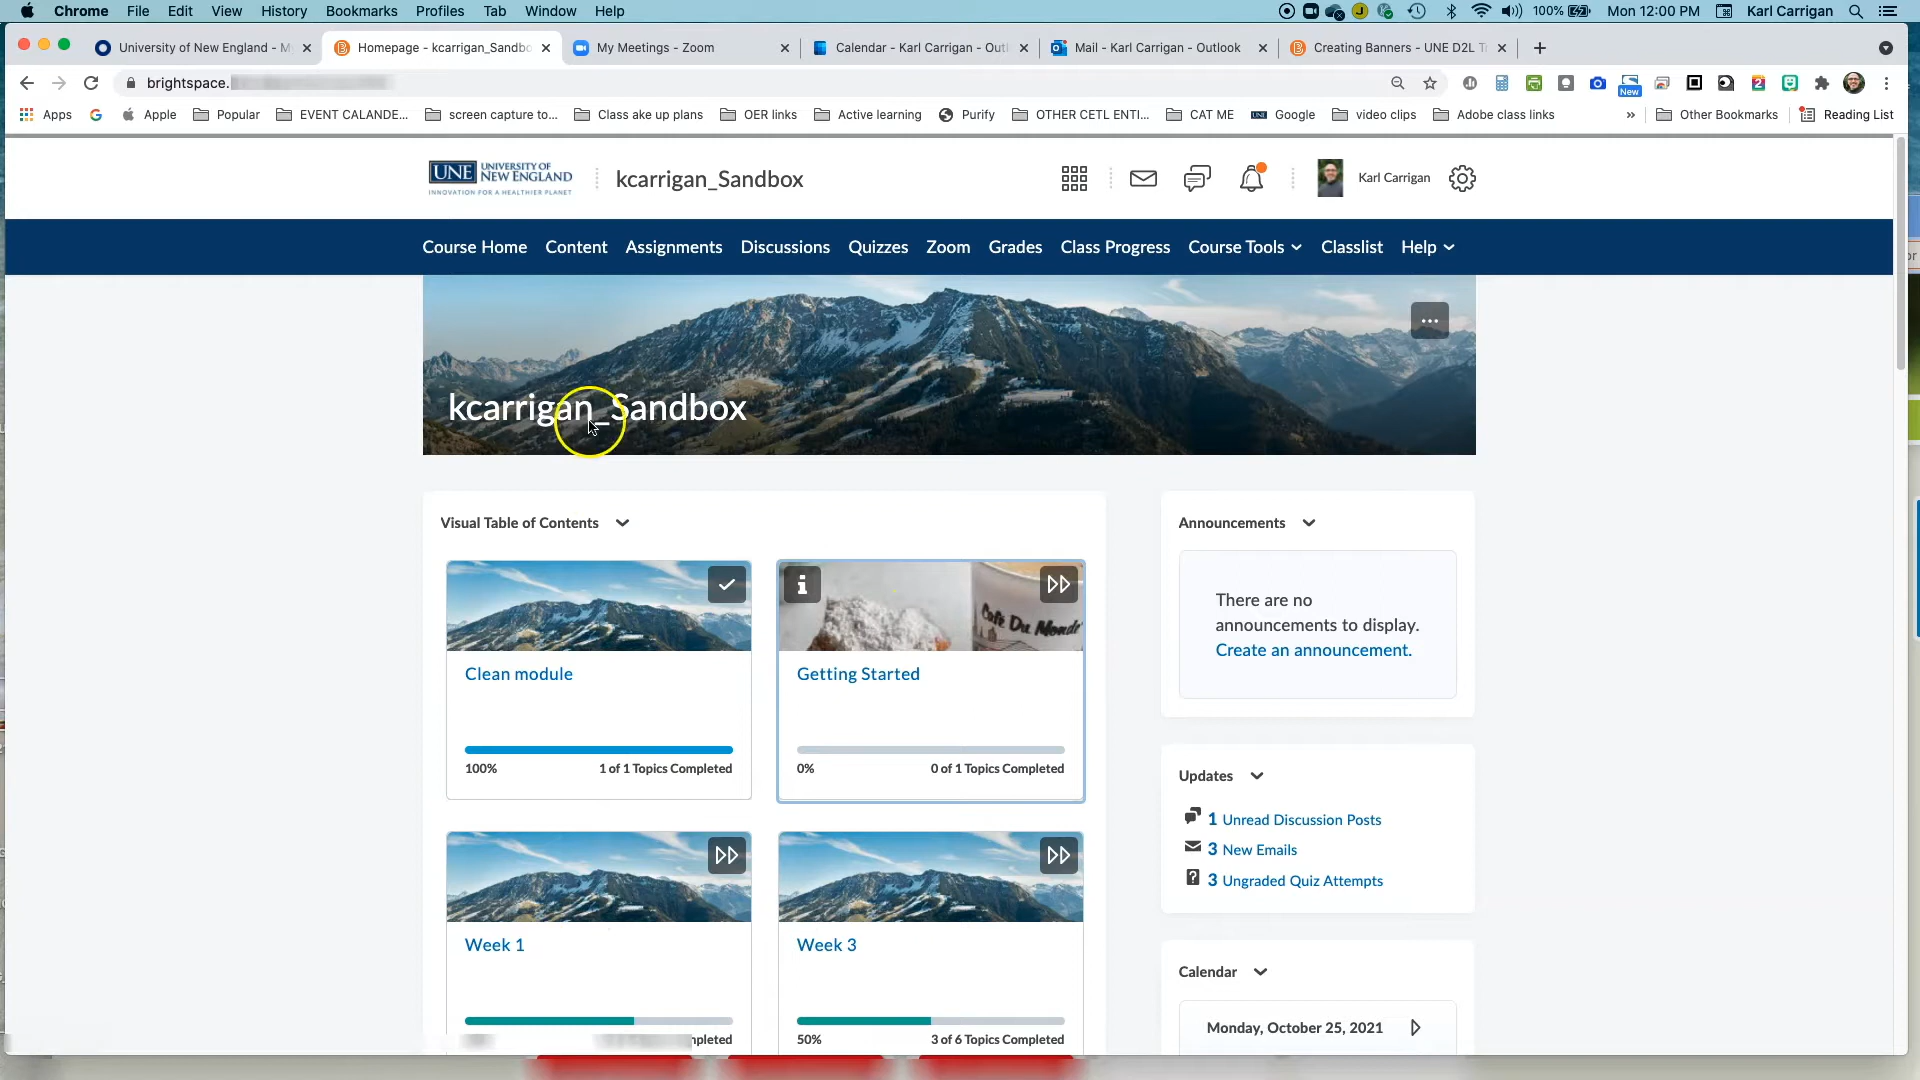 Chrome File Edit View History Bookmarks Profiles Tab Window Help 100% Mon 12:00 PM Karl Carrigan
University of New England - M Homepage - kcarrigan_Sandbo My Meetings - Zoom Calendar - Karl Carrigan - Outl Mail - Karl Carrigan - Outlook Creating Banners - UNE D2L Tr
brightspace. New
Apps Apple Popular EVENT CALANDE... screen capture to... Class ake up plans OER links Active learning Purify OTHER CETL ENTI... CAT ME Google video clips Adobe class links » Other Bookmarks Reading List
UNE UNIVERSITY OF
NEW ENGLAND
INNOVATION FOR A HEALTHIER PLANET
kcarrigan_Sandbox
Karl Carrigan
Course Home Content Assignments Discussions Quizzes Zoom Grades Class Progress Course Tools Classlist Help
kcarrigan_Sandbox
Visual Table of Contents
Clean module
100% 1 of 1 Topics Completed
Café Du Monde
Getting Started
0% 0 of 1 Topics Completed
Week 1
Week 3
50% 3 of 6 Topics Completed
Announcements
There are no
announcements to display.
Create an announcement.
Updates
1 Unread Discussion Posts
3 New Emails
3 Ungraded Quiz Attempts
Calendar
Monday, October 25, 2021